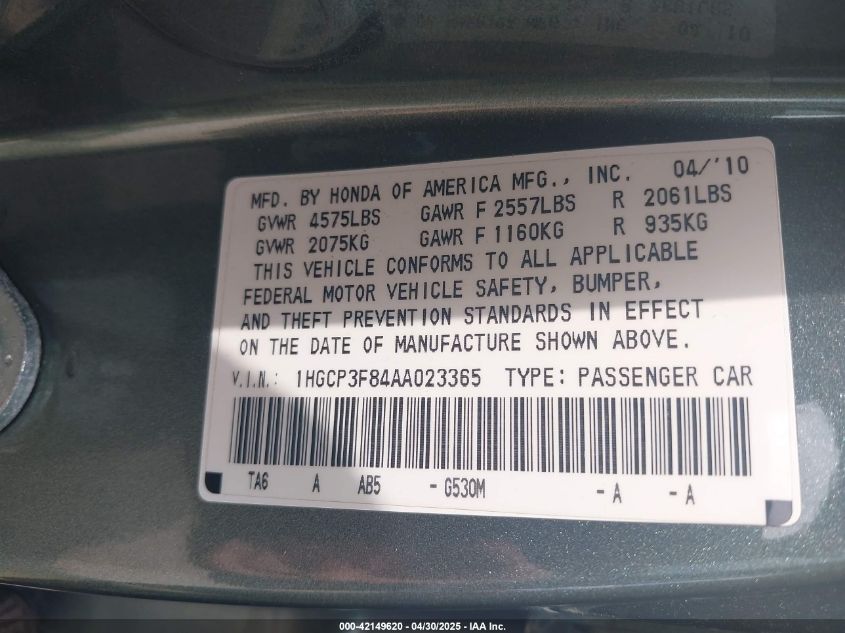 MFD. BY HONDA OF AMERICA MFG., INC. 04/'10
GVWR 4575LBS GAWR F 2557LBS R 2061LBS
GVWR 2075KG GAWR F 1160KG R 935KG
THIS VEHICLE CONFORMS TO ALL APPLICABLE
FEDERAL MOTOR VEHICLE SAFETY, BUMPER,
AND THEFT PREVENTION STANDARDS IN EFFECT
ON THE DATE OF MANUFACTURE SHOWN ABOVE.
V.I.N.: 1HGCP3F84AA023365 TYPE: PASSENGER CAR
TA6 A AB5 - G530M - A - A
000-42149620 - 04/30/2025 - IAA Inc.